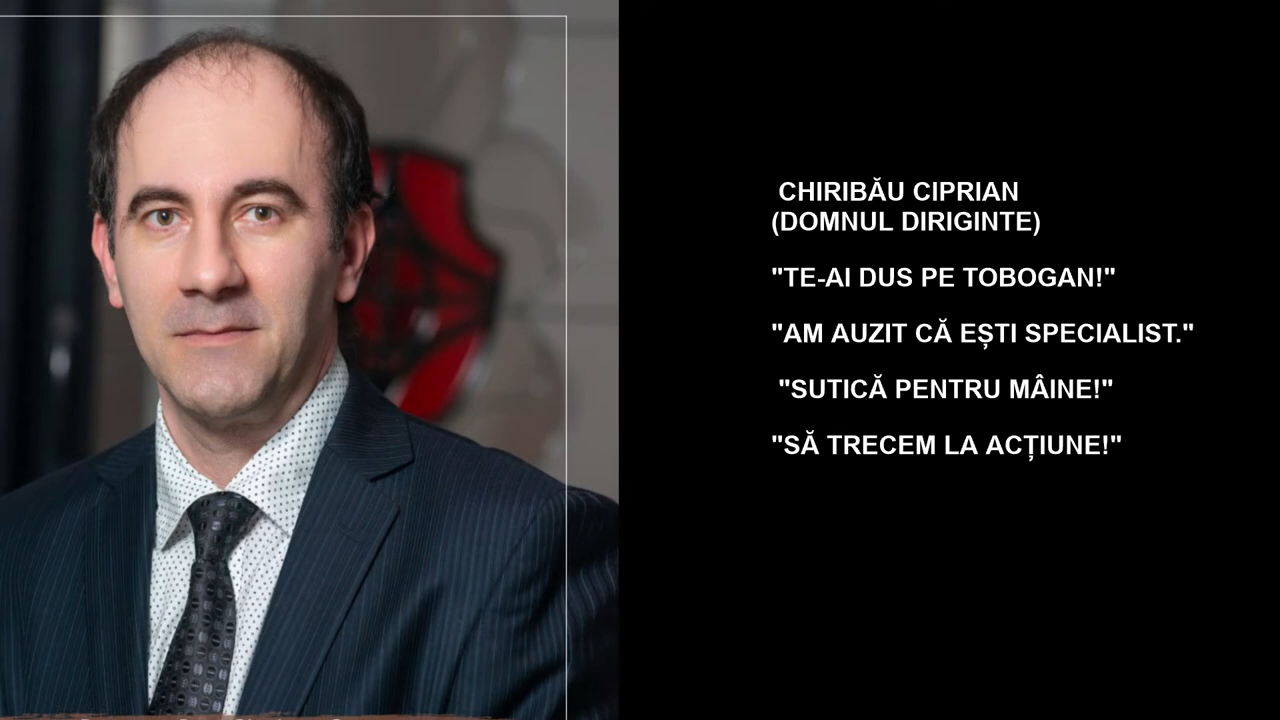 CHIRIBĂU CIPRIAN
(DOMNUL DIRIGINTE)
"TE-AI DUS PE TOBOGAN!"
"AM AUZIT CĂ EȘTI SPECIALIST."
"SUTICĂ PENTRU MÂINE!"
"SĂ TRECEM LA ACȚIUNE!"